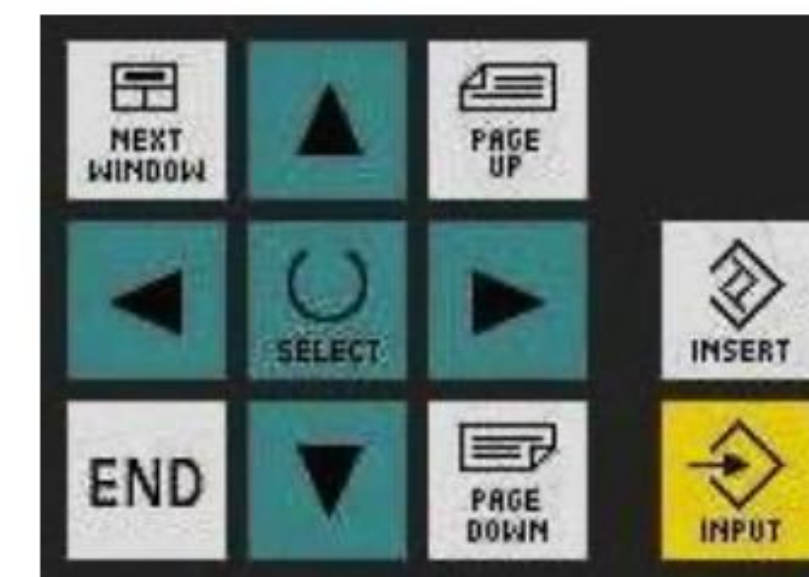 NEXT
WINDOW
PAGE
UP
SELECT
INSERT
END
PAGE
DOWN
INPUT